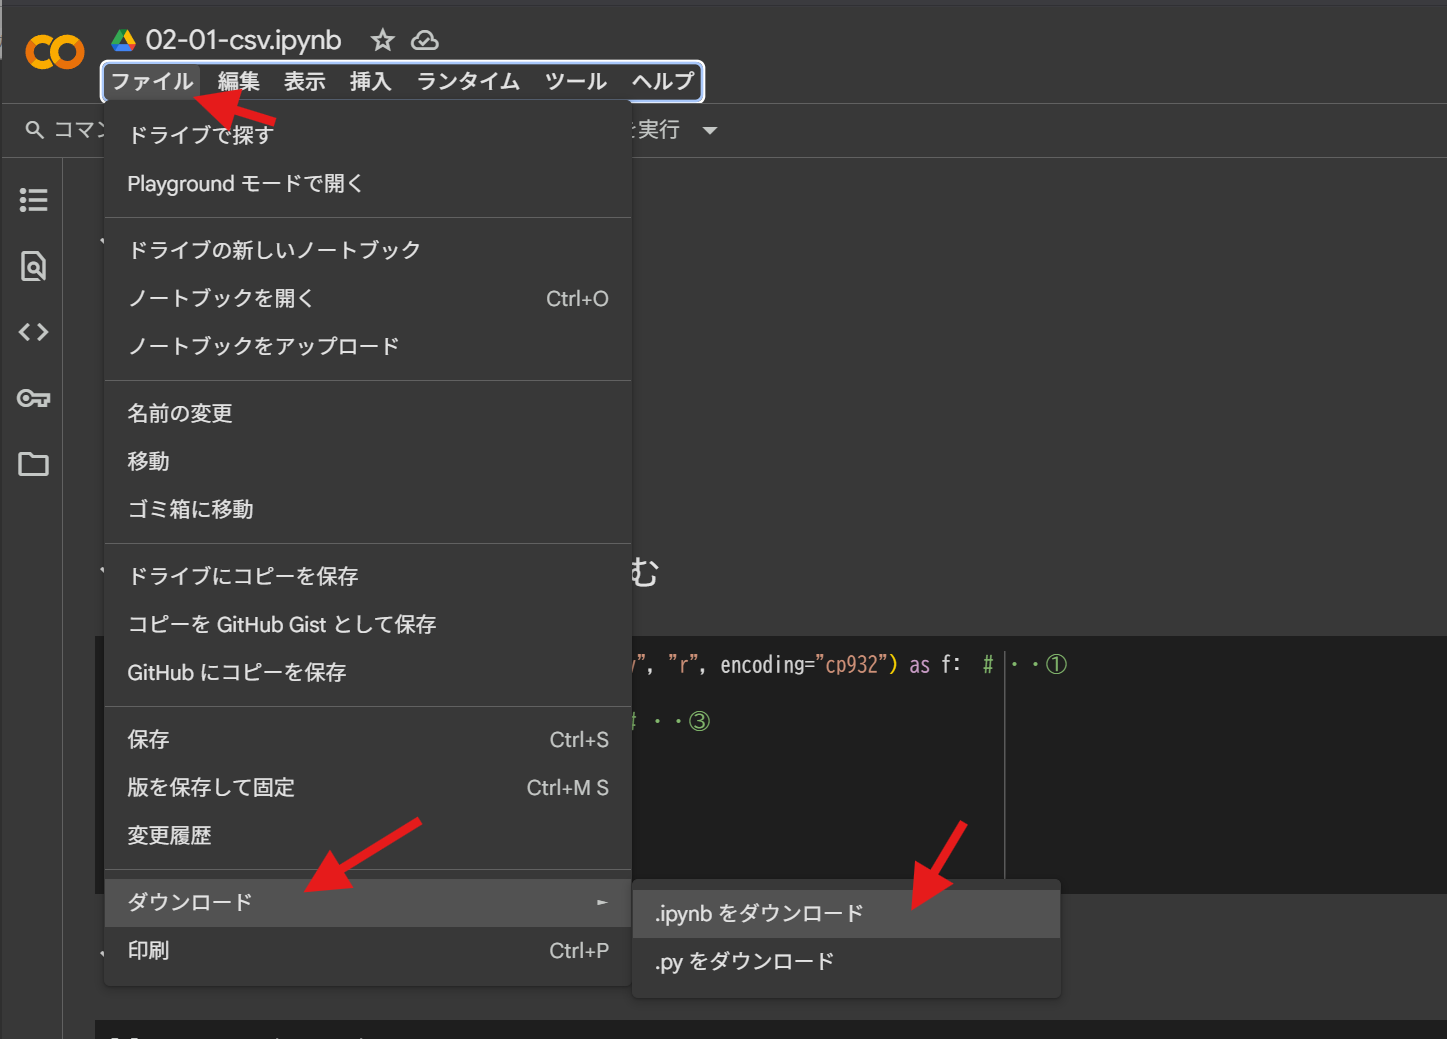 02-01-csv.ipynb
ファイル 編集 表示 挿入 ランタイム ツール ヘルプ
コマン
を実行
ドライブで探す
Playground モードで開く
ドライブの新しいノートブック
ノートブックを開く Ctrl+O
ノートブックをアップロード
名前の変更
移動
ゴミ箱に移動
ドライブにコピーを保存
む
コピーを GitHub Gist として保存
GitHub にコピーを保存
", "r", encoding="cp932") as f: # ・・①
# ・・③
保存 Ctrl+S
版を保存して固定 Ctrl+M S
変更履歴
ダウンロード ►
.ipynb をダウンロード
印刷 Ctrl+P
.py をダウンロード